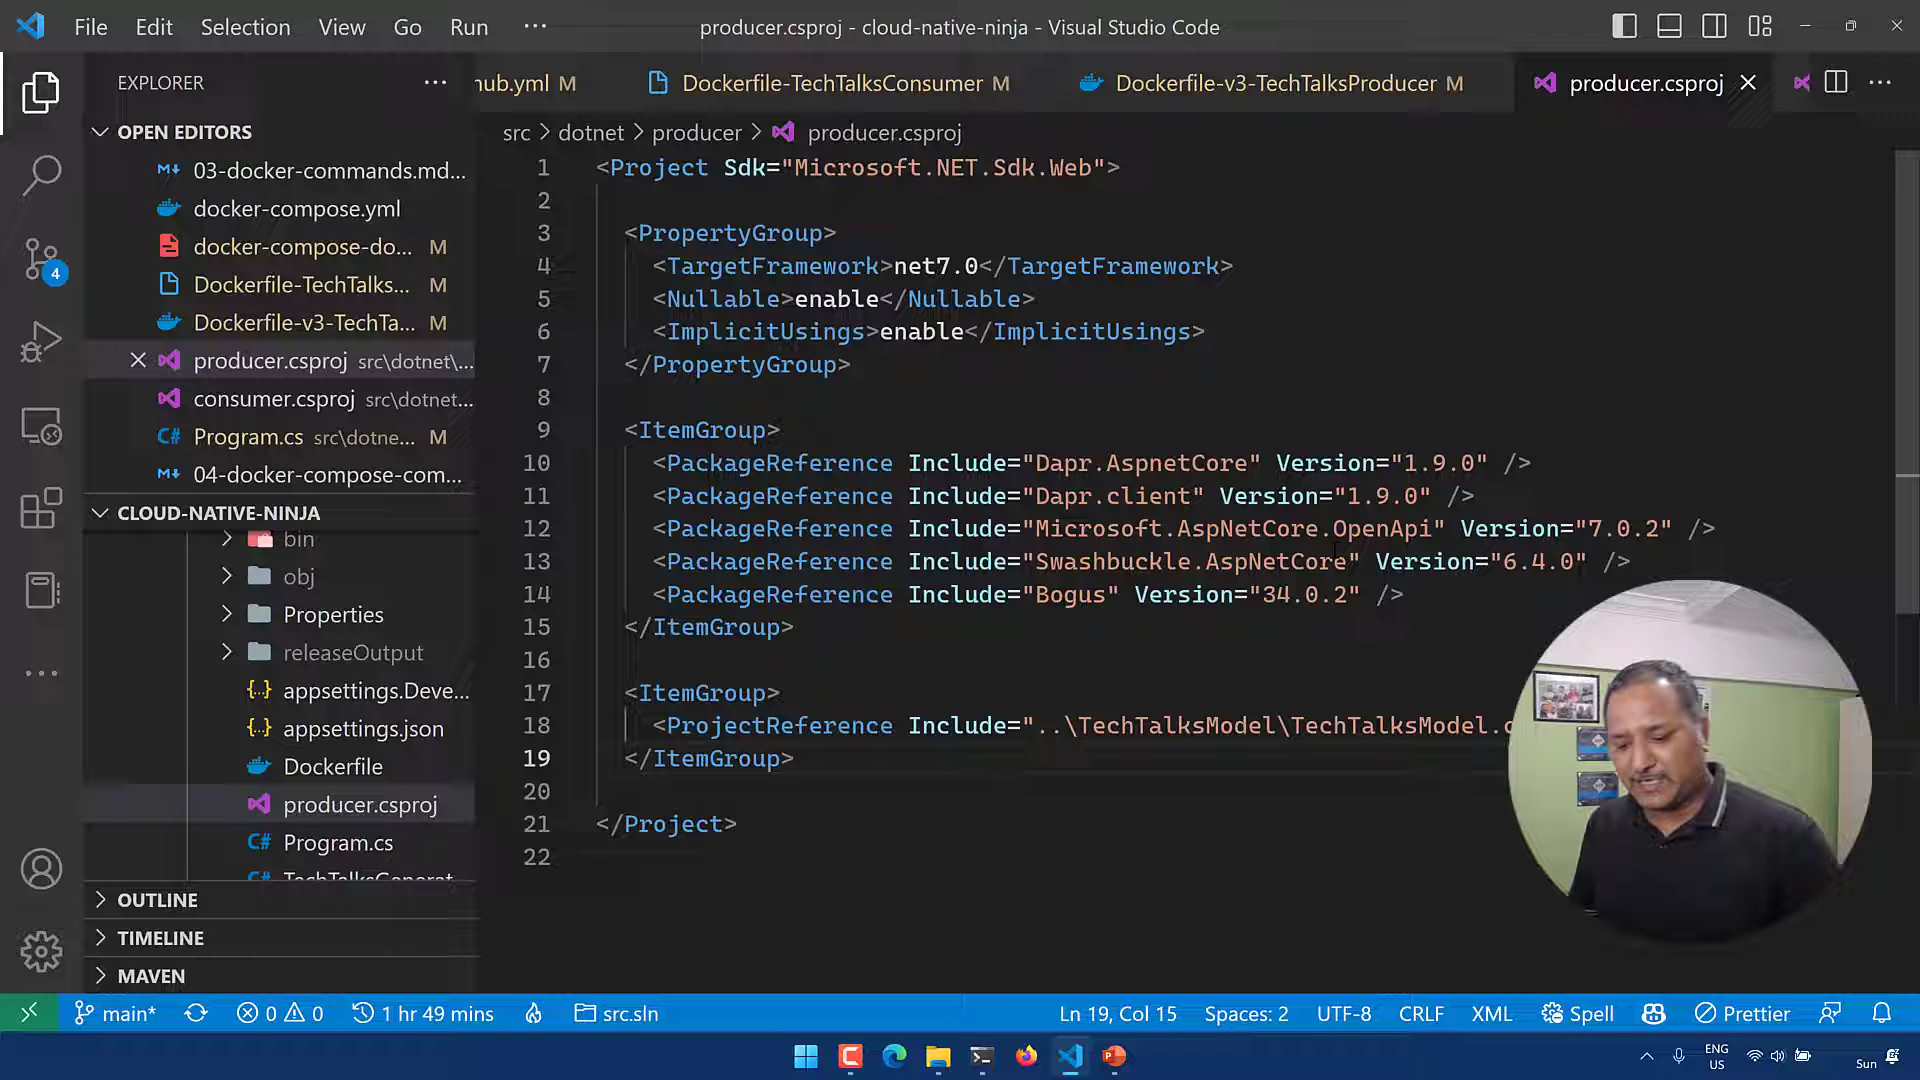 File Edit Selection View Go Run ···
producer.csproj - cloud-native-ninja - Visual Studio Code
EXPLORER
hub.yml M
Dockerfile-TechTalksConsumer M
Dockerfile-v3-TechTalksProducer M
producer.csproj
OPEN EDITORS
03-docker-commands.md...
docker-compose.yml
docker-compose-do... M
Dockerfile-TechTalks... M
Dockerfile-v3-TechTa... M
producer.csproj src\dotnet\...
consumer.csproj src\dotnet...
Program.cs src\dotne... M
04-docker-compose-com...
CLOUD-NATIVE-NINJA
bin
obj
Properties
releaseOutput
appsettings.Deve...
appsettings.json
Dockerfile
producer.csproj
Program.cs
TechTalksGenerat
OUTLINE
TIMELINE
MAVEN
src > dotnet > producer > producer.csproj
1 <Project Sdk="Microsoft.NET.Sdk.Web">
2
3 <PropertyGroup>
4 <TargetFramework>net7.0</TargetFramework>
5 <Nullable>enable</Nullable>
6 <ImplicitUsings>enable</ImplicitUsings>
7 </PropertyGroup>
8
9 <ItemGroup>
10 <PackageReference Include="Dapr.AspnetCore" Version="1.9.0" />
11 <PackageReference Include="Dapr.client" Version="1.9.0" />
12 <PackageReference Include="Microsoft.AspNetCore.OpenApi" Version="7.0.2" />
13 <PackageReference Include="Swashbuckle.AspNetCore" Version="6.4.0" />
14 <PackageReference Include="Bogus" Version="34.0.2" />
15 </ItemGroup>
16
17 <ItemGroup>
18 <ProjectReference Include="..\TechTalksModel\TechTalksModel.c
19 </ItemGroup>
20
21 </Project>
22
4
main* 0 0 1 hr 49 mins src.sln
Ln 19, Col 15 Spaces: 2 UTF-8 CRLF XML Spell Prettier
ENG
US
Sun